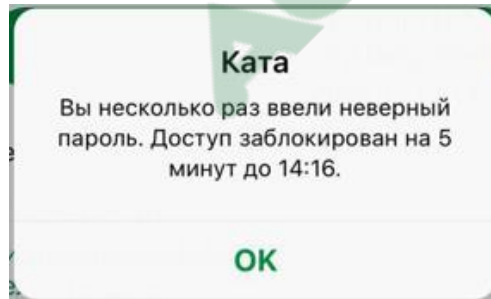 Ката
Вы несколько раз ввели неверный
пароль. Доступ заблокирован на 5
минут до 14:16.
OK